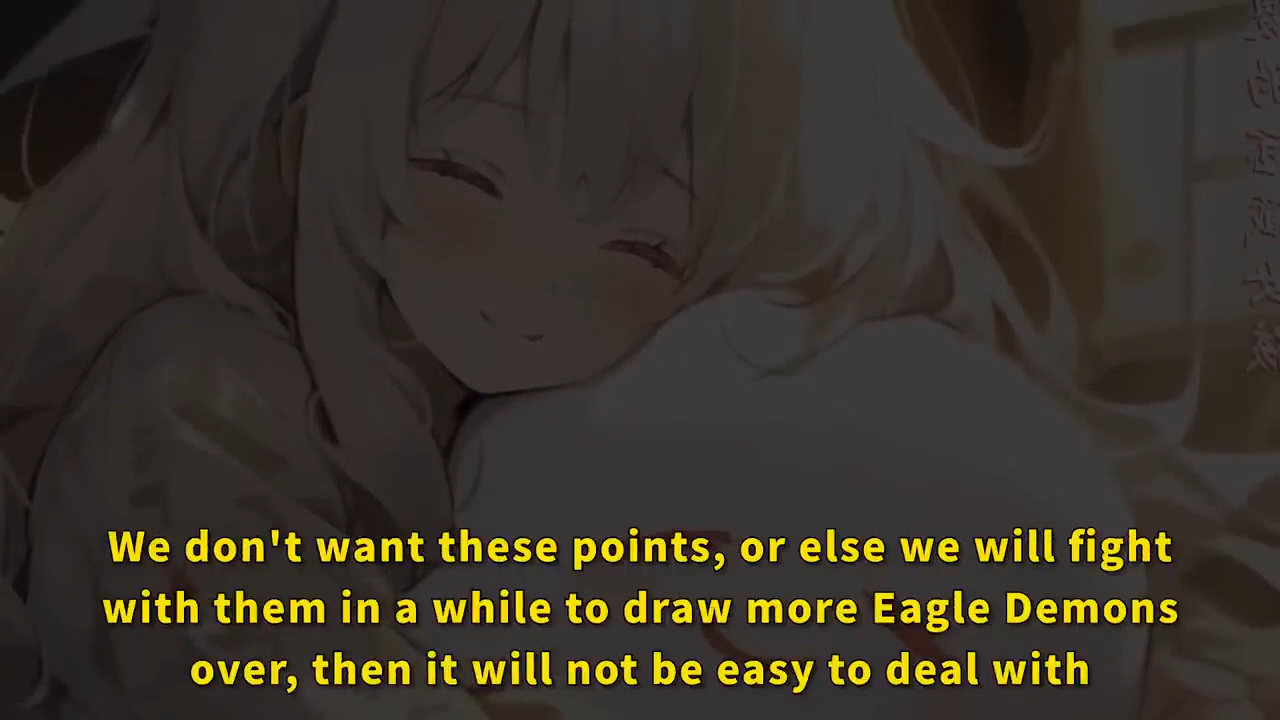 We don't want these points, or else we will fight
with them in a while to draw more Eagle Demons
over, then it will not be easy to deal with